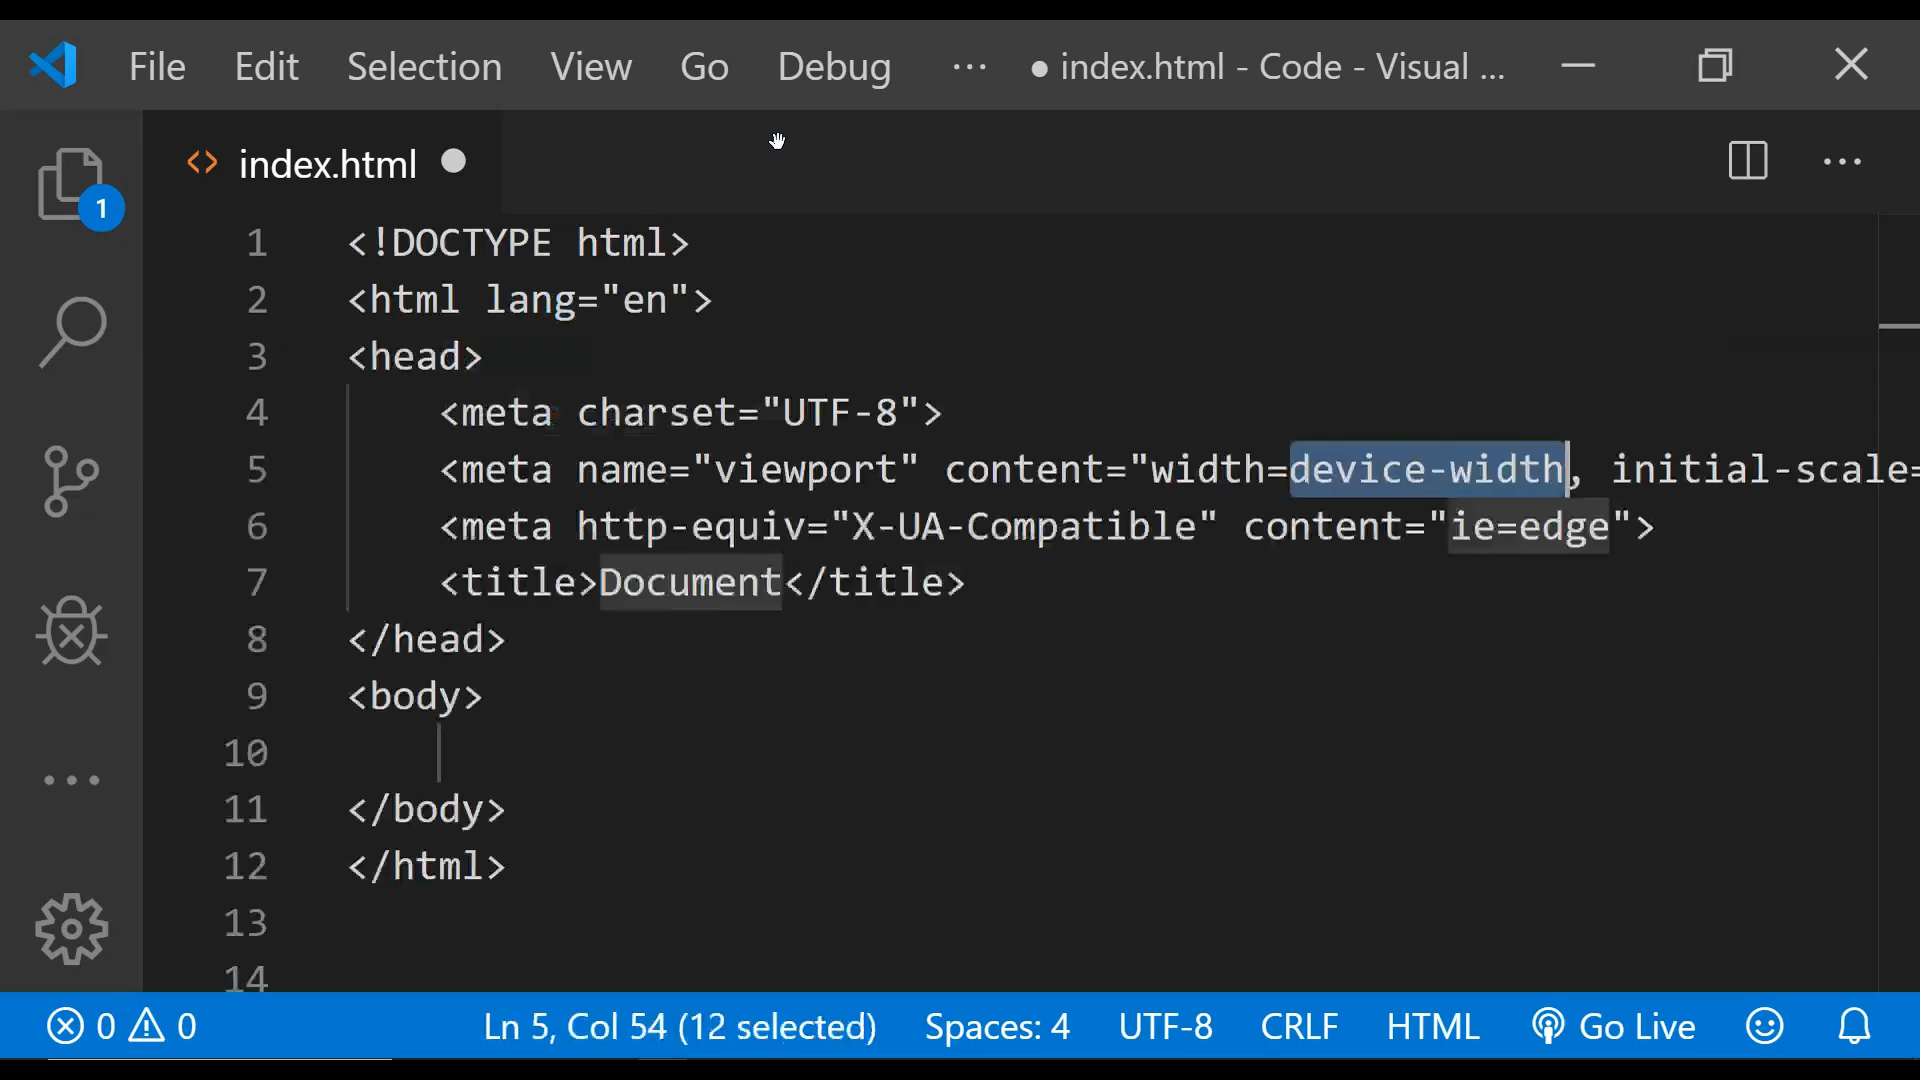 File Edit Selection View Go Debug ... ● index.html - Code - Visual ...
index.html
1
1 <!DOCTYPE html>
2 <html lang="en">
3 <head>
4 <meta charset="UTF-8">
5 <meta name="viewport" content="width=device-width, initial-scale=
6 <meta http-equiv="X-UA-Compatible" content="ie=edge">
7 <title>Document</title>
8 </head>
9 <body>
10
11 </body>
12 </html>
13
14
0 0 Ln 5, Col 54 (12 selected) Spaces: 4 UTF-8 CRLF HTML Go Live